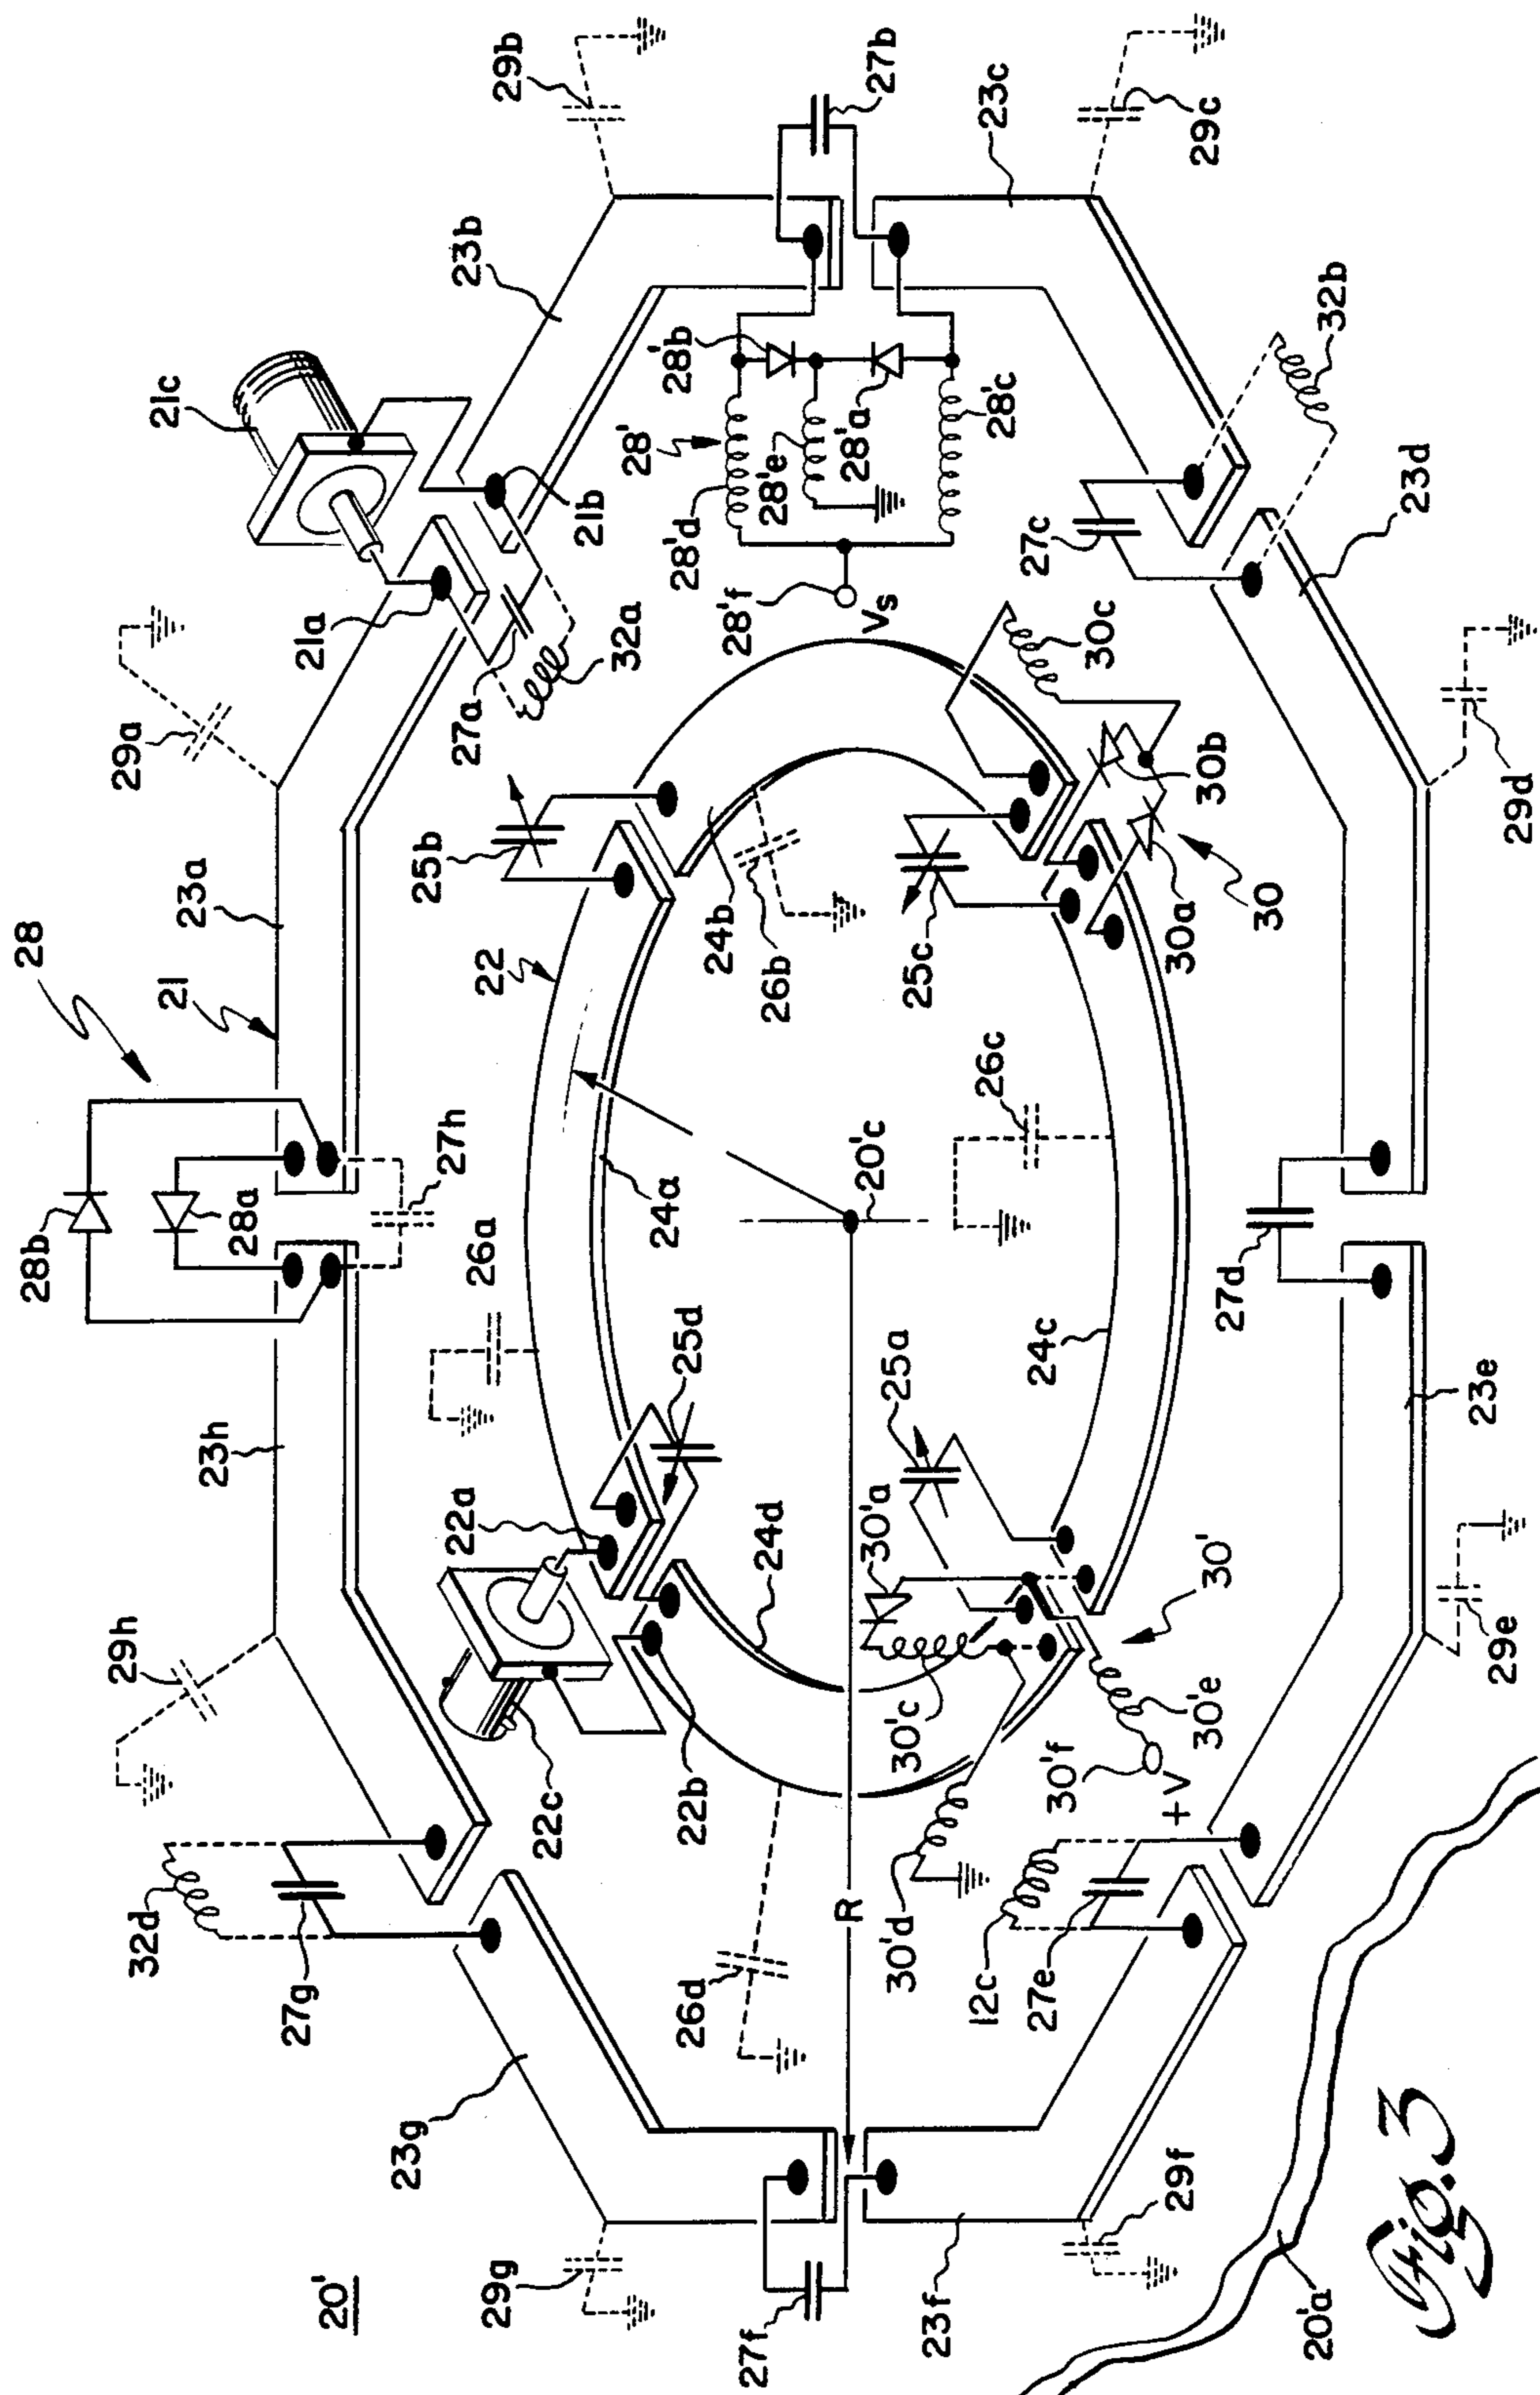 20'
28
28b
28a
27h
21
23a
29a
21a
21c
21b
27a
32a
23b
29b
27b
23c
29c
28'
28'b
28'd
28'e
28'a
28'c
28'f
Vs
23h
29h
32d
27g
23g
29g
27f
22
24a
26a
25b
24b
26b
25c
30c
30b
30a
30
26c
20'c
24c
25d
22a
22c
22b
24d
26d
25a
30'a
30'c
30'
30'e
30'd
30'f
+V
R
12c
27e
27d
23e
29e
23d
29d
27c
32b
23f
29f
20'a
Fig. 3